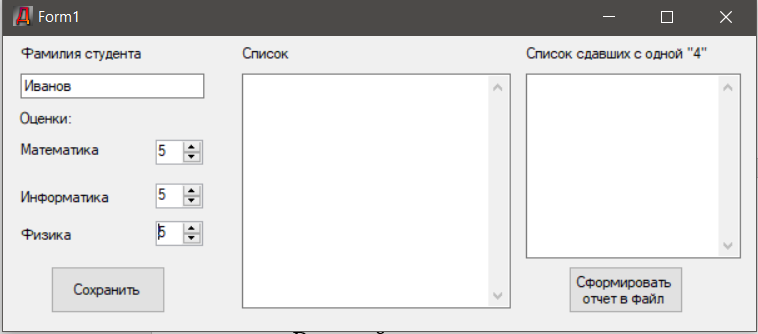 Д Form1
Фамилия студента
Иванов
Оценки:
Математика 5
Информатика 5
Физика 5
Сохранить
Список
Список сдавших с одной "4"
Сформировать
отчет в файл